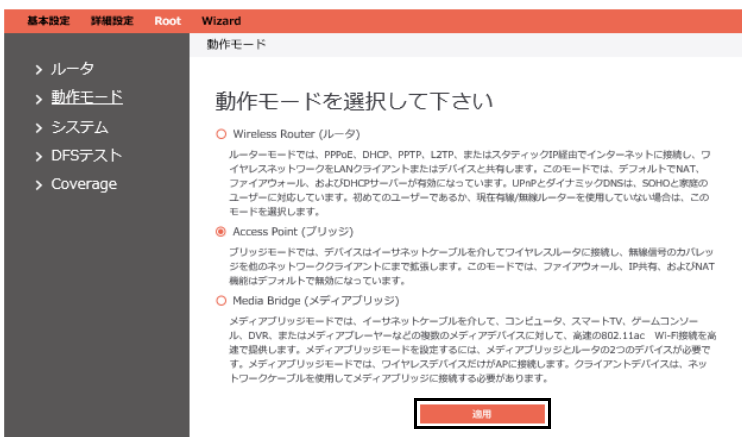 基本設定 詳細設定 Root Wizard
動作モード
ルータ
動作モード
システム
DFSテスト
Coverage
動作モードを選択して下さい
Wireless Router (ルータ)
ルーターモードでは、PPPoE、DHCP、PPTP、L2TP、またはスタティックIP経由でインターネットに接続し、ワ
イヤレスネットワークをLANクライアントまたはデバイスと共有します。このモードでは、デフォルトでNAT、
ファイアウォール、およびDHCPサーバーが有効になっています。UPnPとダイナミックDNSは、SOHOと家庭の
ユーザーに対応しています。初めてのユーザーであるか、現在有線/無線ルーターを使用していない場合は、この
モードを選択します。
Access Point (ブリッジ)
ブリッジモードでは、デバイスはイーサネットケーブルを介してワイヤレスルータに接続し、無線信号のカバレッ
ジを他のネットワーククライアントにまで拡張します。このモードでは、ファイアウォール、IP共有、およびNAT
機能はデフォルトで無効になっています。
Media Bridge (メディアブリッジ)
メディアブリッジモードでは、イーサネットケーブルを介して、コンピュータ、スマートTV、ゲームコンソー
ル、DVR、またはメディアプレーヤーなどの複数のメディアデバイスに対して、高速の802.11ac Wi-Fi接続を高
速で提供します。メディアブリッジモードを設定するには、メディアブリッジとルータの2つのデバイスが必要で
す。メディアブリッジモードでは、ワイヤレスデバイスだけがAPに接続します。クライアントデバイスは、ネッ
トワークケーブルを使用してメディアブリッジに接続する必要があります。
適用